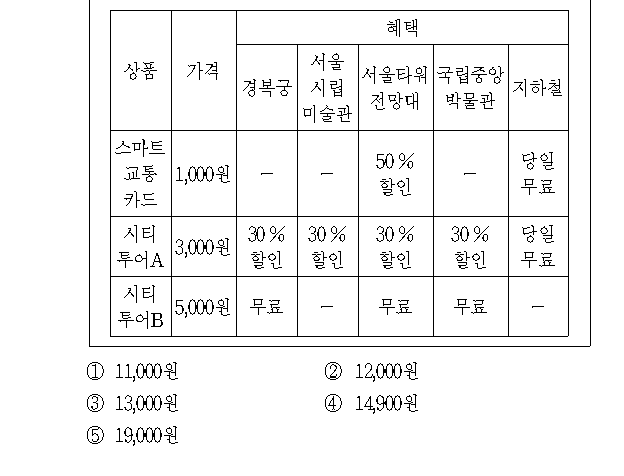 혜택
상품 가격 경복궁 서울 시립 미술관 서울타워 전망대 국립중앙 박물관 지하철
스마트 교통 카드 1,000원 － － 50% 할인 － 당일 무료
시티 투어A 3,000원 30% 할인 30% 할인 30% 할인 30% 할인 당일 무료
시티 투어B 5,000원 무료 － 무료 무료 －
① 11,000원 ② 12,000원
③ 13,000원 ④ 14,900원
⑤ 19,000원